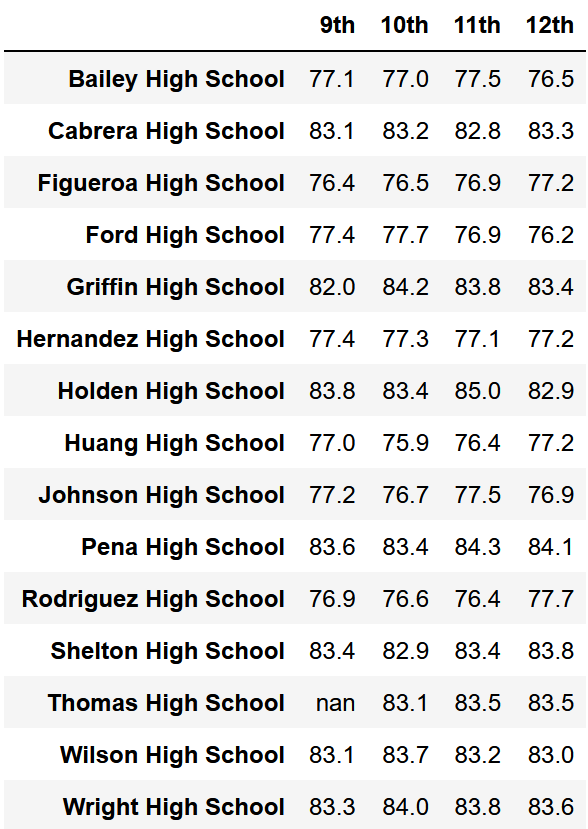 9th 10th 11th 12th
Bailey High School 77.1 77.0 77.5 76.5
Cabrera High School 83.1 83.2 82.8 83.3
Figueroa High School 76.4 76.5 76.9 77.2
Ford High School 77.4 77.7 76.9 76.2
Griffin High School 82.0 84.2 83.8 83.4
Hernandez High School 77.4 77.3 77.1 77.2
Holden High School 83.8 83.4 85.0 82.9
Huang High School 77.0 75.9 76.4 77.2
Johnson High School 77.2 76.7 77.5 76.9
Pena High School 83.6 83.4 84.3 84.1
Rodriguez High School 76.9 76.6 76.4 77.7
Shelton High School 83.4 82.9 83.4 83.8
Thomas High School nan 83.1 83.5 83.5
Wilson High School 83.1 83.7 83.2 83.0
Wright High School 83.3 84.0 83.8 83.6